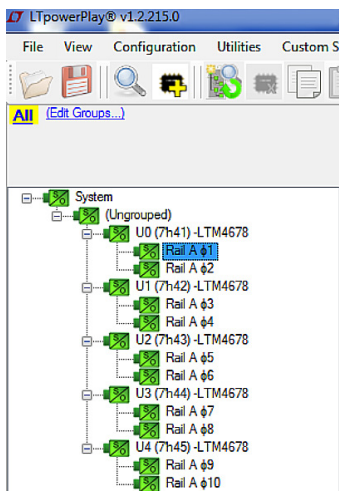 LTpowerPlay® v1.2.215.0
File View Configuration Utilities Custom S
All (Edit Groups...)
System
(Ungrouped)
U0 (7h41) -LTM4678
Rail A ϕ1
Rail A ϕ2
U1 (7h42) -LTM4678
Rail A ϕ3
Rail A ϕ4
U2 (7h43) -LTM4678
Rail A ϕ5
Rail A ϕ6
U3 (7h44) -LTM4678
Rail A ϕ7
Rail A ϕ8
U4 (7h45) -LTM4678
Rail A ϕ9
Rail A ϕ10